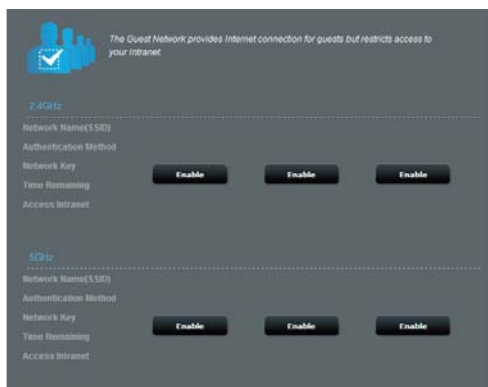 The Guest Network provides Internet connection for guests but restricts access to
your Intranet.
2.4GHz
Network Name(SSID)
Authentication Method
Network Key
Enable Enable Enable
Time Remaining
Access Intranet
5GHz
Network Name(SSID)
Authentication Method
Network Key
Enable Enable Enable
Time Remaining
Access Intranet